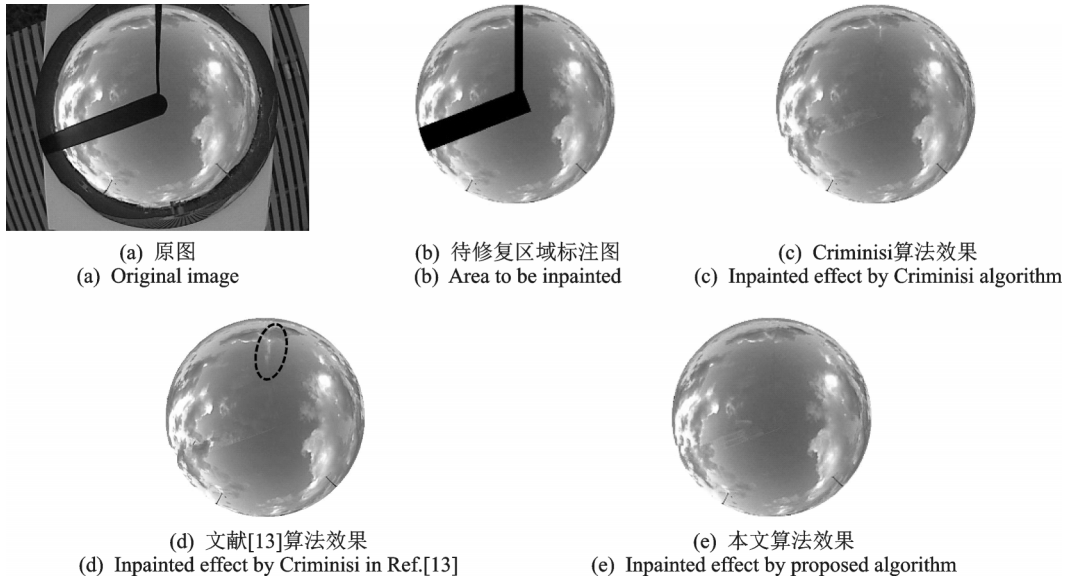 (a) 原图
(a) Original image
(b) 待修复区域标注图
(b) Area to be inpainted
(c) Criminisi算法效果
(c) Inpainted effect by Criminisi algorithm
(d) 文献[13]算法效果
(d) Inpainted effect by Criminisi in Ref.[13]
(e) 本文算法效果
(e) Inpainted effect by proposed algorithm